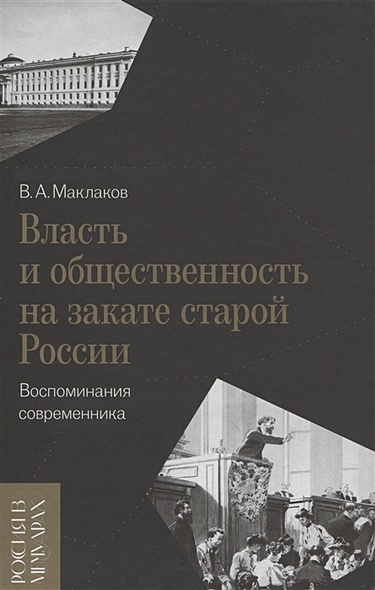 В. А. Маклаков
Власть
и общественность
на закате старой
России
Воспоминания
современника
РОССИЯ В
МЕМУАРАХ